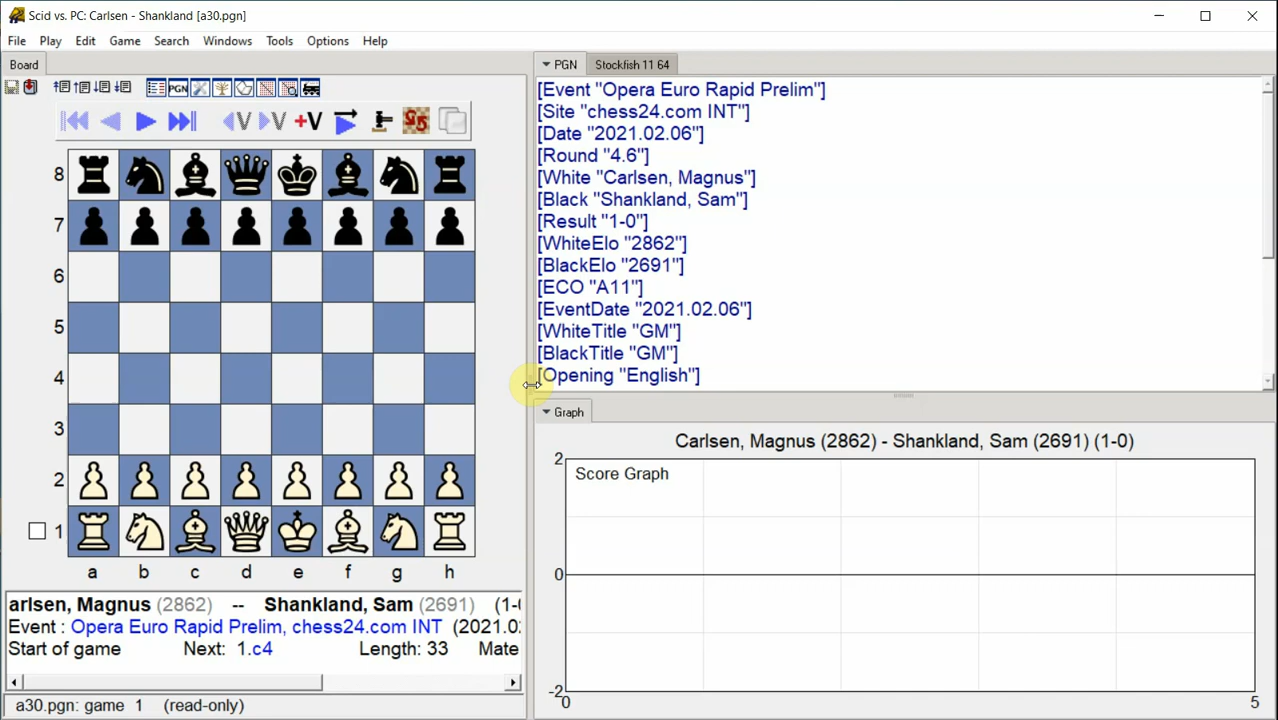 Scid vs. PC: Carlsen - Shankland [a30.pgn]
File Play Edit Game Search Windows Tools Options Help
Board
PGN
V V +V
8
7
6
5
4
3
2
1
a b c d e f g h
arlsen, Magnus (2862) -- Shankland, Sam (2691) (1-0
Event : Opera Euro Rapid Prelim, chess24.com INT (2021.02
Start of game Next: 1.c4 Length: 33 Mate
a30.pgn: game 1 (read-only)
PGN Stockfish 11 64
[Event "Opera Euro Rapid Prelim"]
[Site "chess24.com INT"]
[Date "2021.02.06"]
[Round "4.6"]
[White "Carlsen, Magnus"]
[Black "Shankland, Sam"]
[Result "1-0"]
[WhiteElo "2862"]
[BlackElo "2691"]
[ECO "A11"]
[EventDate "2021.02.06"]
[WhiteTitle "GM"]
[BlackTitle "GM"]
[Opening "English"]
Graph
Carlsen, Magnus (2862) - Shankland, Sam (2691) (1-0)
2
Score Graph
0
-2
0 5